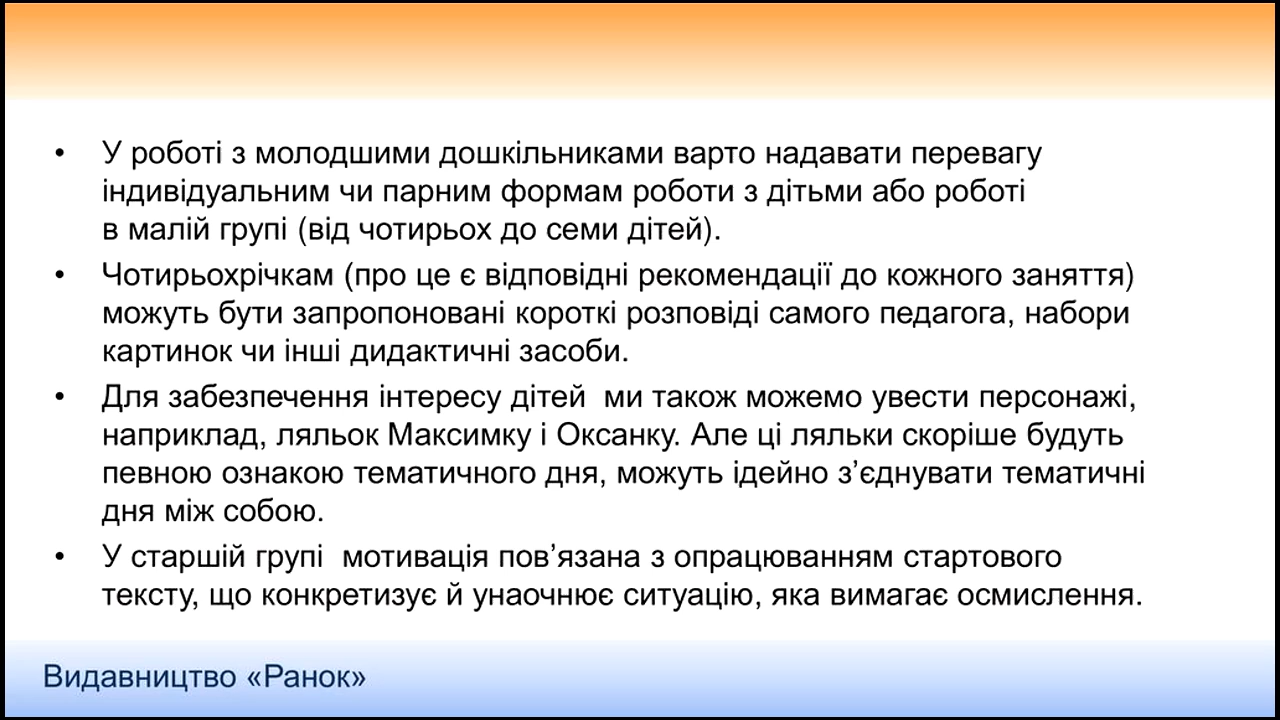 • У роботі з молодшими дошкільниками варто надавати перевагу
індивідуальним чи парним формам роботи з дітьми або роботі
в малій групі (від чотирьох до семи дітей).
• Чотирьохрічкам (про це є відповідні рекомендації до кожного заняття)
можуть бути запропоновані короткі розповіді самого педагога, набори
картинок чи інші дидактичні засоби.
• Для забезпечення інтересу дітей  ми також можемо увести персонажі,
наприклад, ляльок Максимку і Оксанку. Але ці ляльки скоріше будуть
певною ознакою тематичного дня, можуть ідейно з’єднувати тематичні
дня між собою.
• У старшій групі  мотивація пов’язана з опрацюванням стартового
тексту, що конкретизує й унаочнює ситуацію, яка вимагає осмислення.
Видавництво «Ранок»